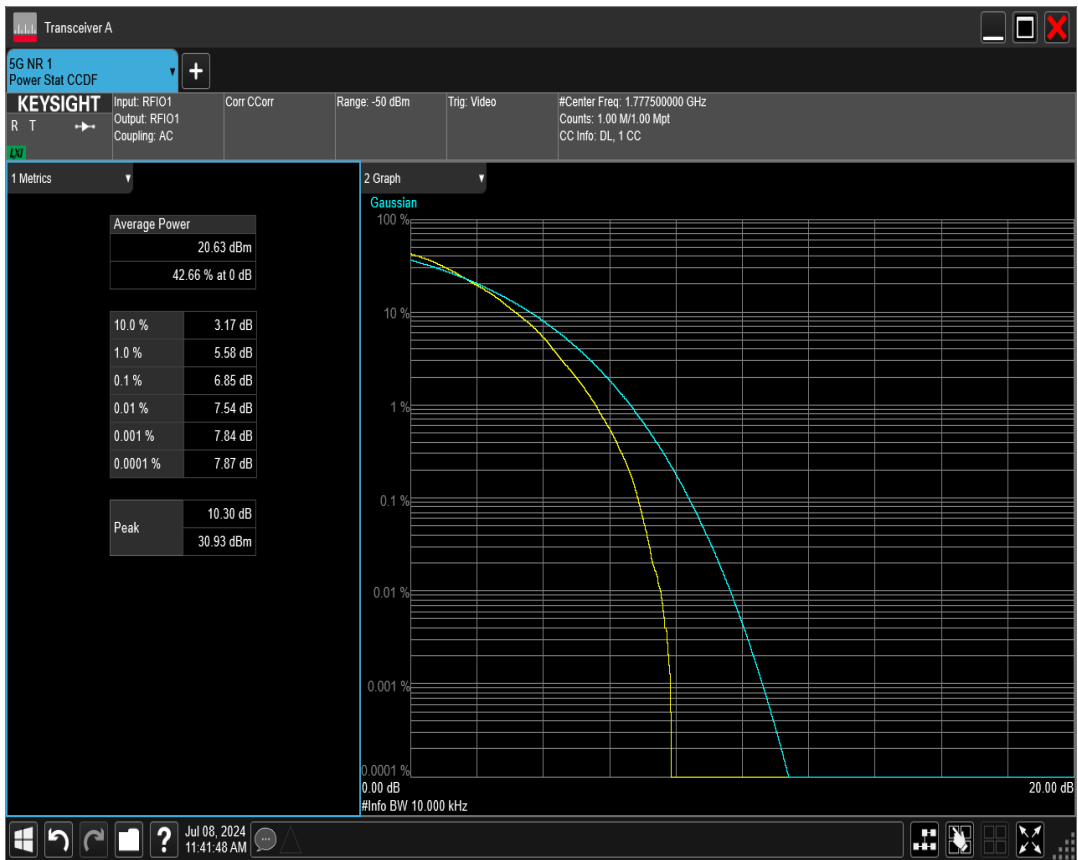 Transceiver A
5G NR 1
Power Stat CCDF
KEYSIGHT
R T
LXI
Input: RFIO1
Output: RFIO1
Coupling: AC
Corr CCorr
Range: -50 dBm
Trig: Video
#Center Freq: 1.777500000 GHz
Counts: 1.00 M/1.00 Mpt
CC Info: DL, 1 CC
1 Metrics
Average Power
20.63 dBm
42.66 % at 0 dB
10.0 % 3.17 dB
1.0 % 5.58 dB
0.1 % 6.85 dB
0.01 % 7.54 dB
0.001 % 7.84 dB
0.0001 % 7.87 dB
Peak
10.30 dB
30.93 dBm
2 Graph
Gaussian
100 %
10 %
1 %
0.1 %
0.01 %
0.001 %
0.0001 %
0.00 dB 20.00 dB
#Info BW 10.000 kHz
?
Jul 08, 2024
11:41:48 AM